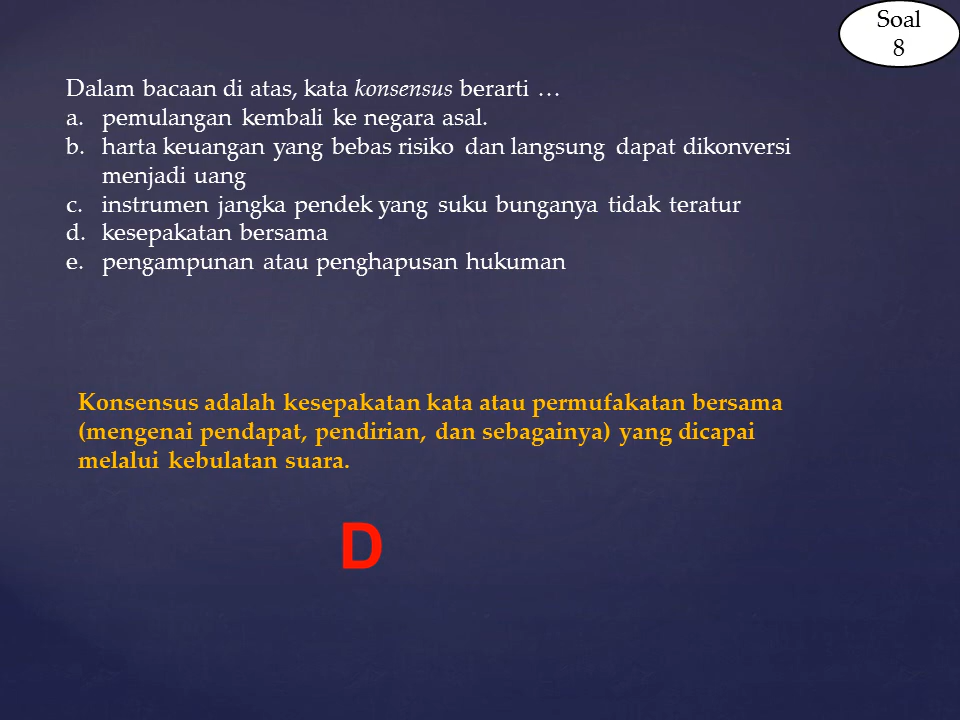 Soal
8
Dalam bacaan di atas, kata konsensus berarti …
a. pemulangan kembali ke negara asal.
b. harta keuangan yang bebas risiko dan langsung dapat dikonversi
menjadi uang
c. instrumen jangka pendek yang suku bunganya tidak teratur
d. kesepakatan bersama
e. pengampunan atau penghapusan hukuman
Konsensus adalah kesepakatan kata atau permufakatan bersama
(mengenai pendapat, pendirian, dan sebagainya) yang dicapai
melalui kebulatan suara.
D